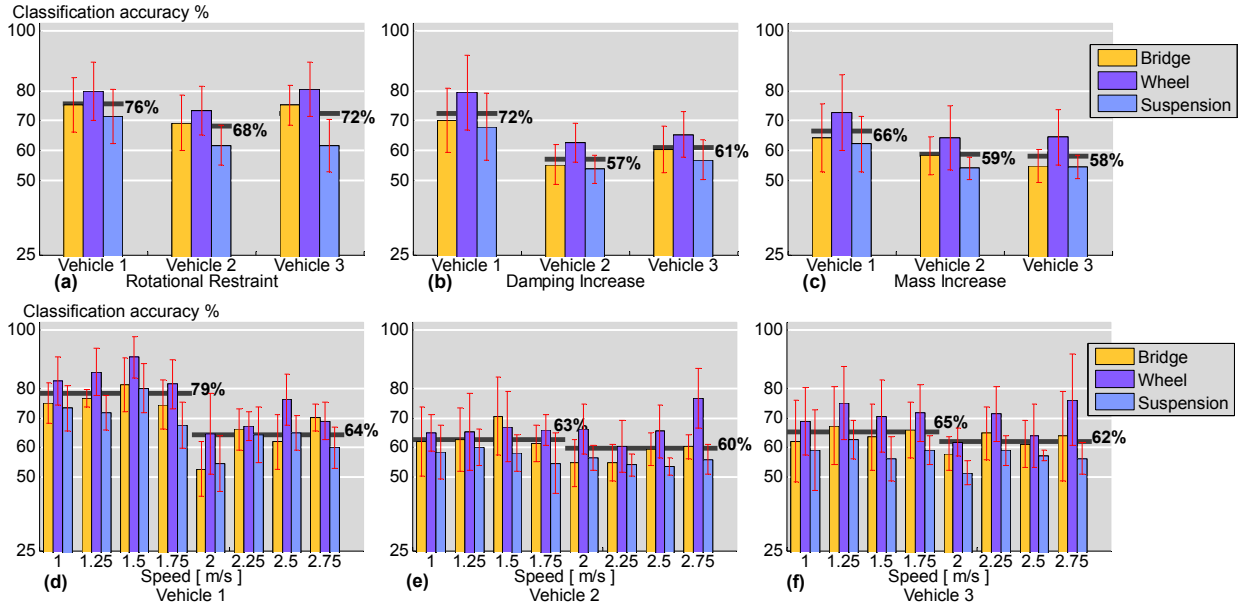 Classification accuracy %
100
80
70
60
50
25
76%
68%
72%
Vehicle 1 Vehicle 2 Vehicle 3
(a) Rotational Restraint
100
80
70
60
50
25
72%
57%
61%
Vehicle 1 Vehicle 2 Vehicle 3
(b) Damping Increase
100
80
70
60
50
25
66%
59%
58%
Vehicle 1 Vehicle 2 Vehicle 3
(c) Mass Increase
Bridge
Wheel
Suspension
Classification accuracy %
100
80
70
60
50
25
79%
64%
1 1.25 1.5 1.75 2 2.25 2.5 2.75
(d) Speed [ m/s ]
Vehicle 1
100
80
70
60
50
25
63%
60%
1 1.25 1.5 1.75 2 2.25 2.5 2.75
(e) Speed [ m/s ]
Vehicle 2
100
80
70
60
50
25
65%
62%
1 1.25 1.5 1.75 2 2.25 2.5 2.75
(f) Speed [ m/s ]
Vehicle 3
Bridge
Wheel
Suspension